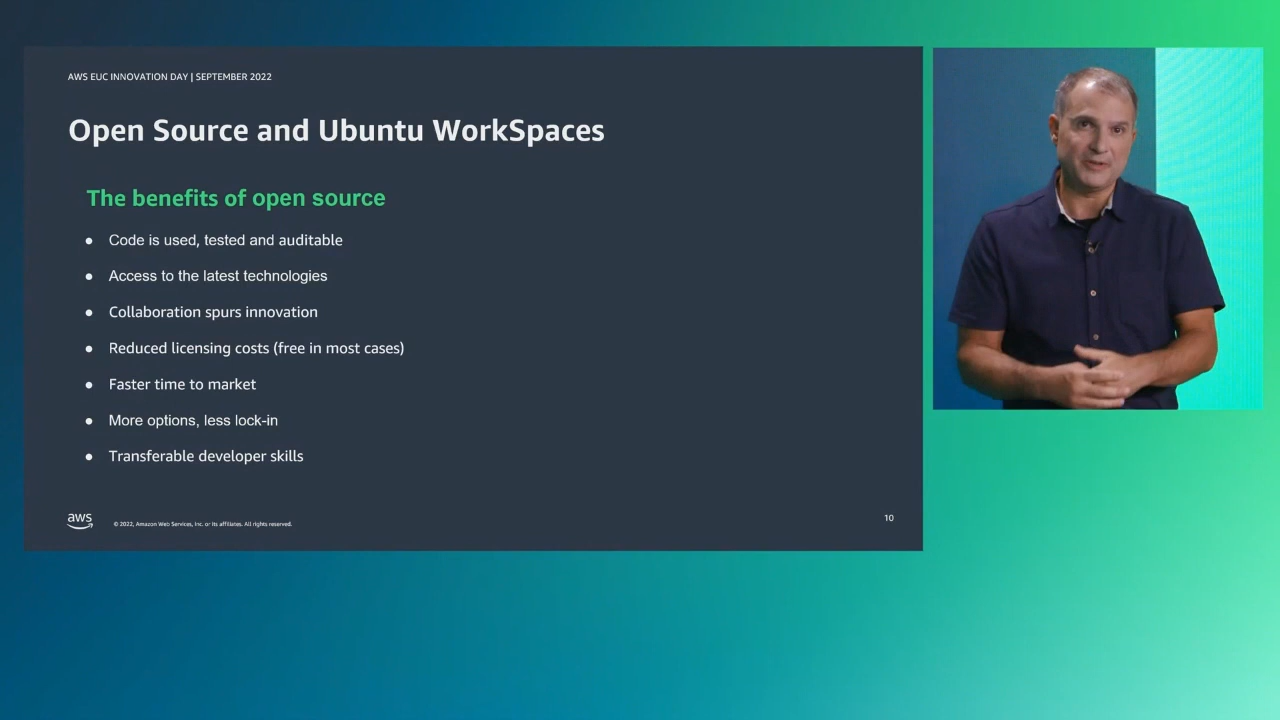 AWS EUC INNOVATION DAY | SEPTEMBER 2022
Open Source and Ubuntu WorkSpaces
The benefits of open source
● Code is used, tested and auditable
● Access to the latest technologies
● Collaboration spurs innovation
● Reduced licensing costs (free in most cases)
● Faster time to market
● More options, less lock-in
● Transferable developer skills
aws
© 2022, Amazon Web Services, Inc. or its affiliates. All rights reserved.
10